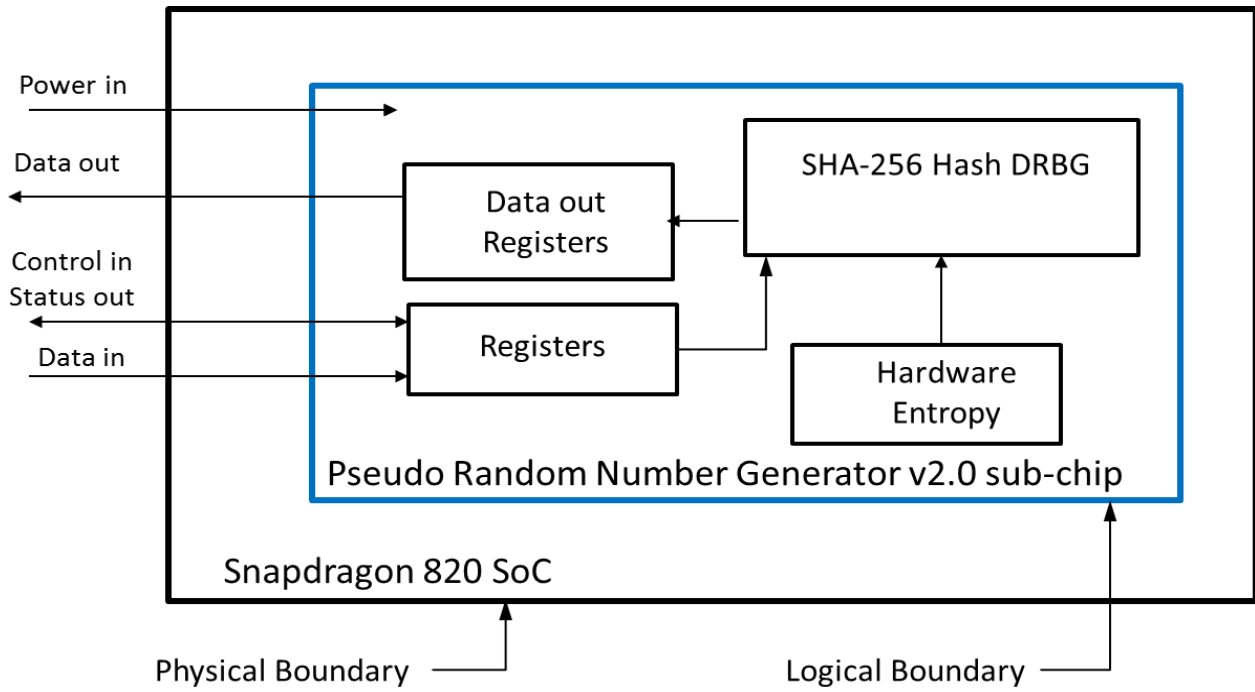 Power in
Data out
Control in
Status out
Data in
SHA-256 Hash DRBG
Data out
Registers
Registers
Hardware
Entropy
Pseudo Random Number Generator v2.0 sub-chip
Snapdragon 820 SoC
Physical Boundary
Logical Boundary